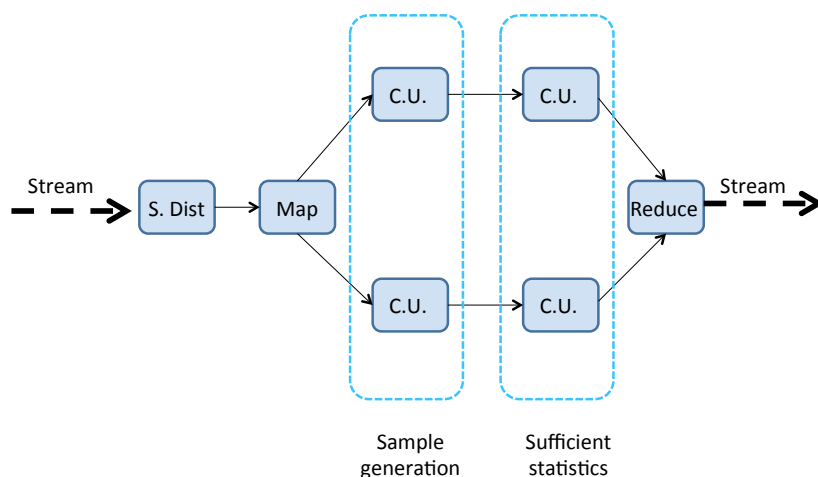 C.U.
C.U.
Stream
S. Dist
Map
Reduce
Stream
C.U.
C.U.
Sample
generation
Sufficient
statistics